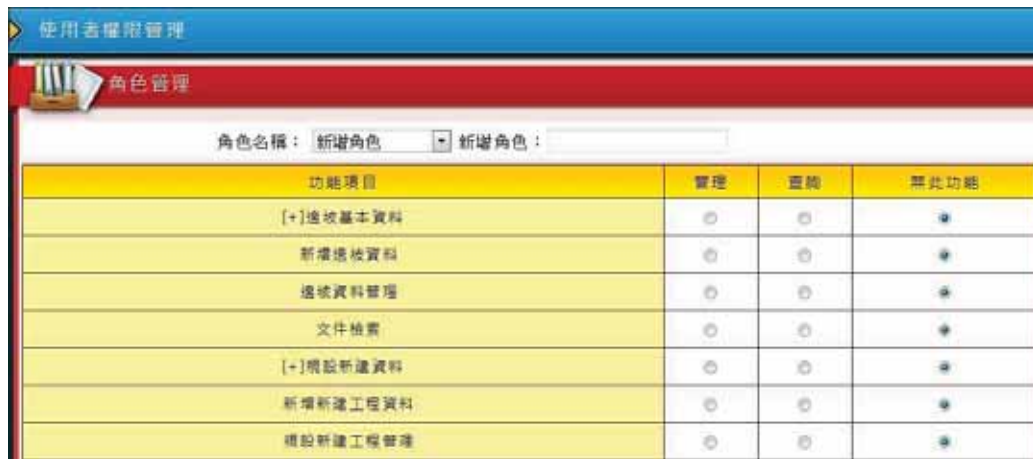 使用者權限管理
角色管理
角色名稱： 新增角色 新增角色：
功能項目 管理 查詢 無此功能
[+]邊坡基本資料
新增邊坡資料
邊坡資料管理
文件檢索
[+]規設新建資料
新增新建工程資料
規設新建工程管理